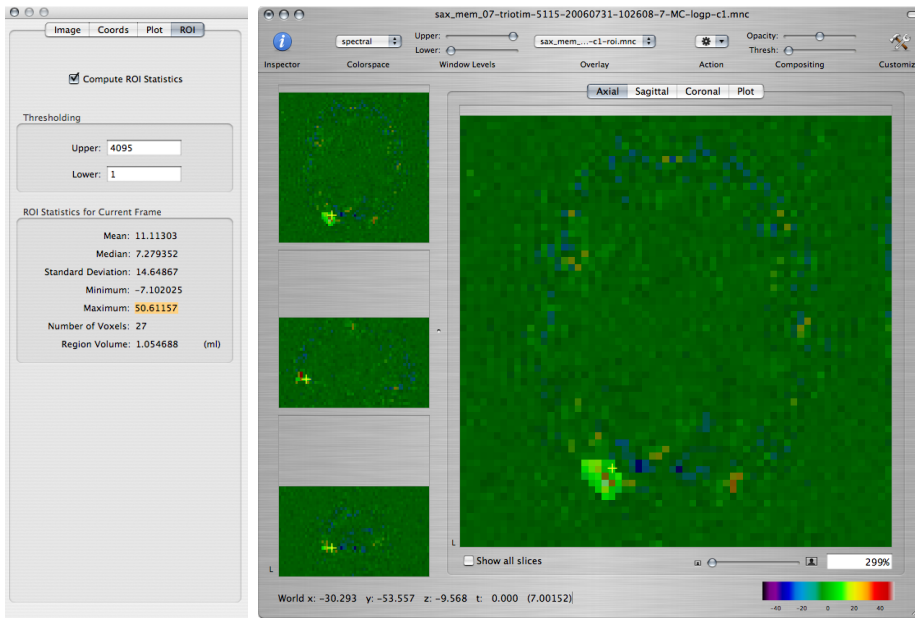 Image Coords Plot ROI
Compute ROI Statistics
Thresholding
Upper: 4095
Lower: 1
ROI Statistics for Current Frame
Mean: 11.11303
Median: 7.279352
Standard Deviation: 14.64867
Minimum: -7.102025
Maximum: 50.61157
Number of Voxels: 27
Region Volume: 1.054688 (ml)
sax_mem_07-triotim-5115-20060731-102608-7-MC-logp-c1.mnc
i spectral Upper: Lower: sax_mem_...-c1-roi.mnc Opacity: Thresh:
Inspector Colorspace Window Levels Overlay Action Compositing Customiz
Axial Sagittal Coronal Plot
L
L
Show all slices 299%
World x: -30.293 y: -53.557 z: -9.568 t: 0.000 (7.00152)
-40 -20 0 20 40